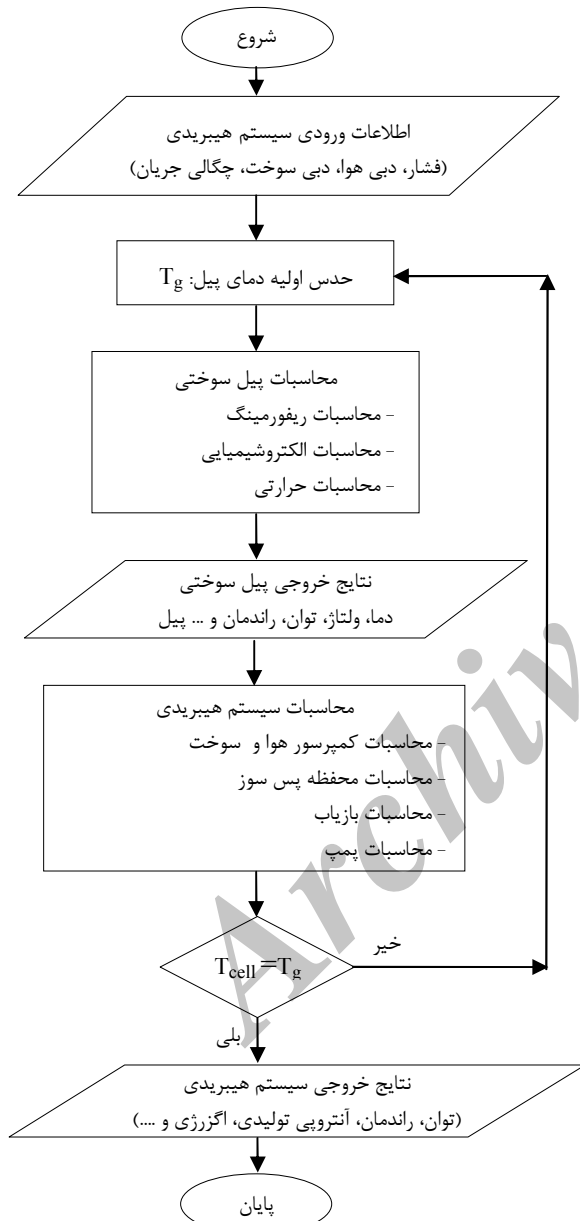 شروع
اطلاعات ورودی سیستم هیبریدی
(فشار، دبی هوا، دبی سوخت، چگالی جریان)
حدس اولیه دمای پیل: Tg
محاسبات پیل سوختی
- محاسبات ریفورمینگ
- محاسبات الکتروشیمیایی
- محاسبات حرارتی
نتایج خروجی پیل سوختی
دما، ولتاژ، توان، راندمان و ... پیل
محاسبات سیستم هیبریدی
- محاسبات کمپرسور هوا و سوخت
- محاسبات محفظه پس سوز
- محاسبات بازیاب
- محاسبات پمپ
Tcell=Tg
خیر
بلی
نتایج خروجی سیستم هیبریدی
(توان، راندمان، آنتروپی تولیدی، اگزرژی و ....)
پایان
Archiv